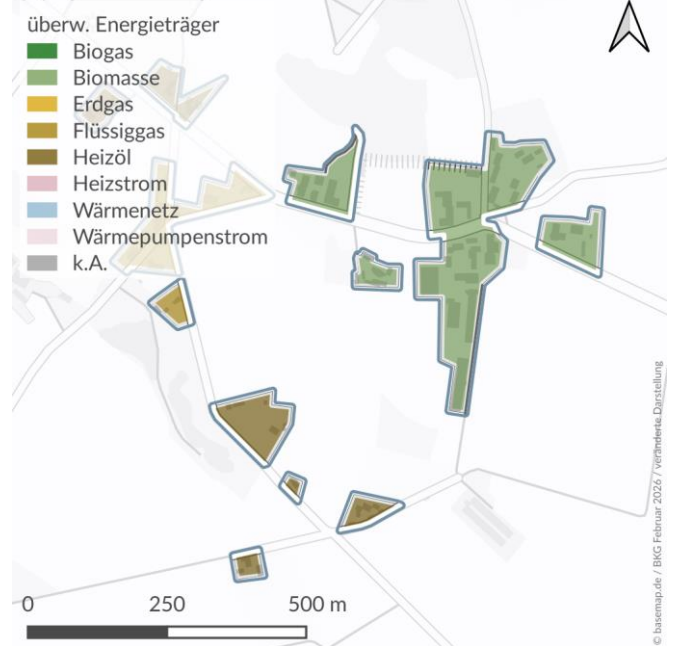 überw. Energieträger
Biogas
Biomasse
Erdgas
Flüssiggas
Heizöl
Heizstrom
Wärmenetz
Wärmepumpenstrom
k.A.
0 250 500 m
© basemap.de / BKG Februar 2026 / veränderte Darstellung